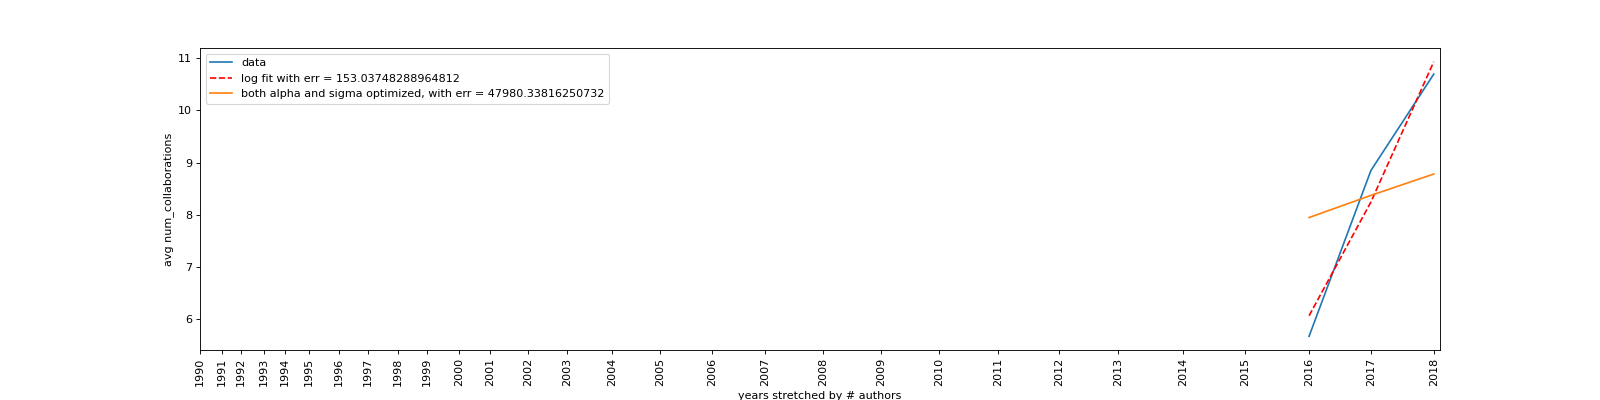 11
10
9
8
7
6
avg num_collaborations
data
log fit with err = 153.03748288964812
both alpha and sigma optimized, with err = 47980.33816250732
1990 1991 1992 1993 1994 1995 1996 1997 1998 1999 2000 2001 2002 2003 2004 2005 2006 2007 2008 2009 2010 2011 2012 2013 2014 2015 2016 2017 2018
years stretched by # authors